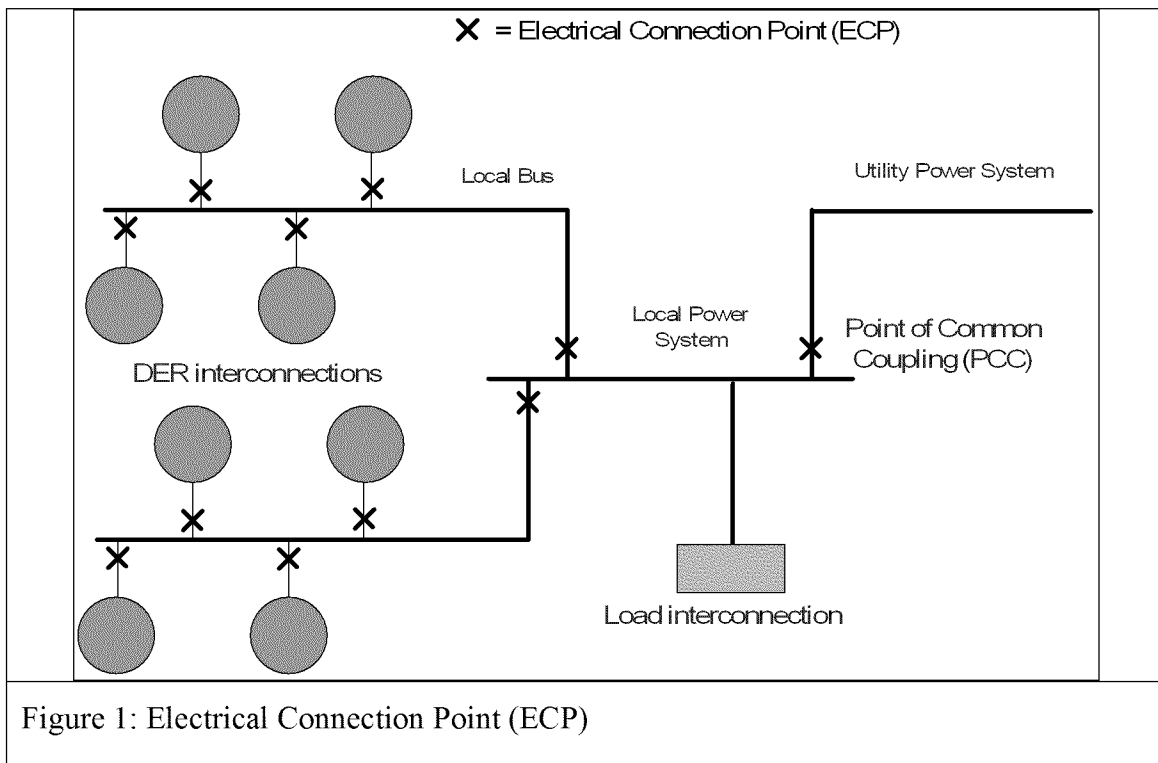 X = Electrical Connection Point (ECP)
Local Bus
Utility Power System
Local Power
System
Point of Common
Coupling (PCC)
DER interconnections
Load interconnection
Figure 1: Electrical Connection Point (ECP)